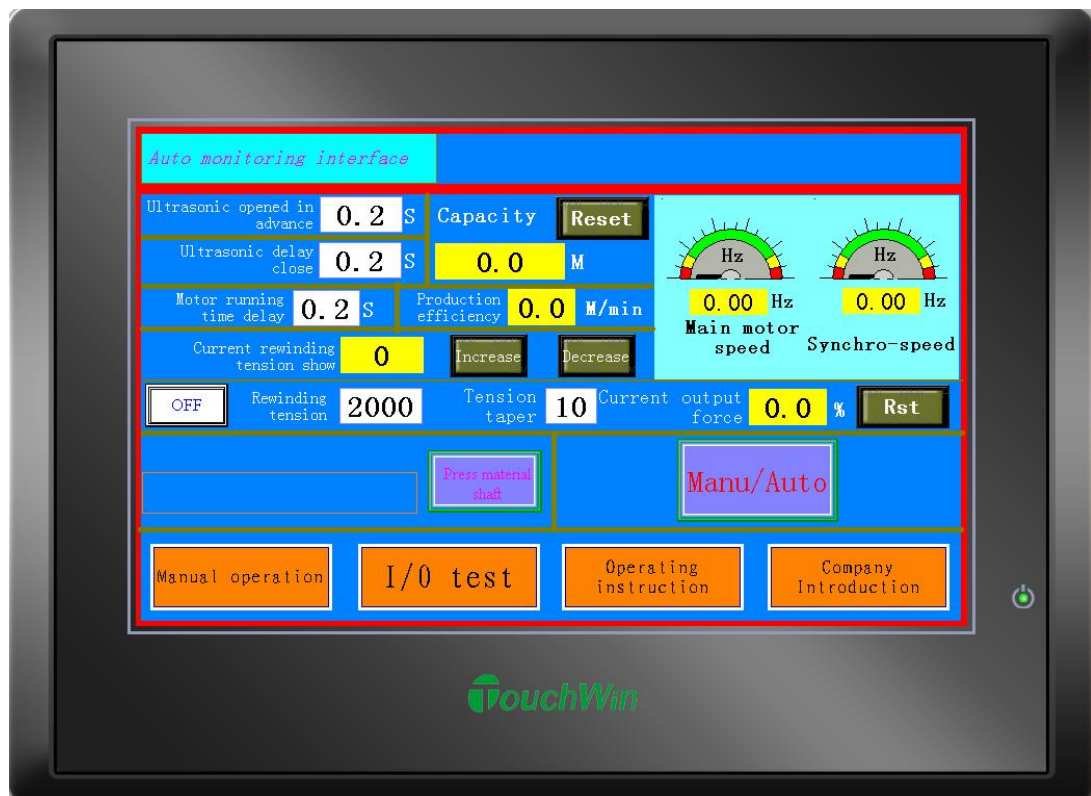 Auto monitoring interface
Ultrasonic opened in
advance
0.2 S
Capacity
Reset
Ultrasonic delay
close
0.2 S
0.0 M
Hz
Hz
0.00 Hz
0.00 Hz
Main motor
speed
Synchro-speed
Motor running
time delay
0.2 S
Production
efficiency
0.0 M/min
Current rewinding
tension show
0
Increase
Decrease
OFF
Rewinding
tension
2000
Tension
taper
10
Current output
force
0.0 %
Rst
Press material
shaft
Manu/Auto
Manual operation
I/O test
Operating
instruction
Company
Introduction
TouchWin